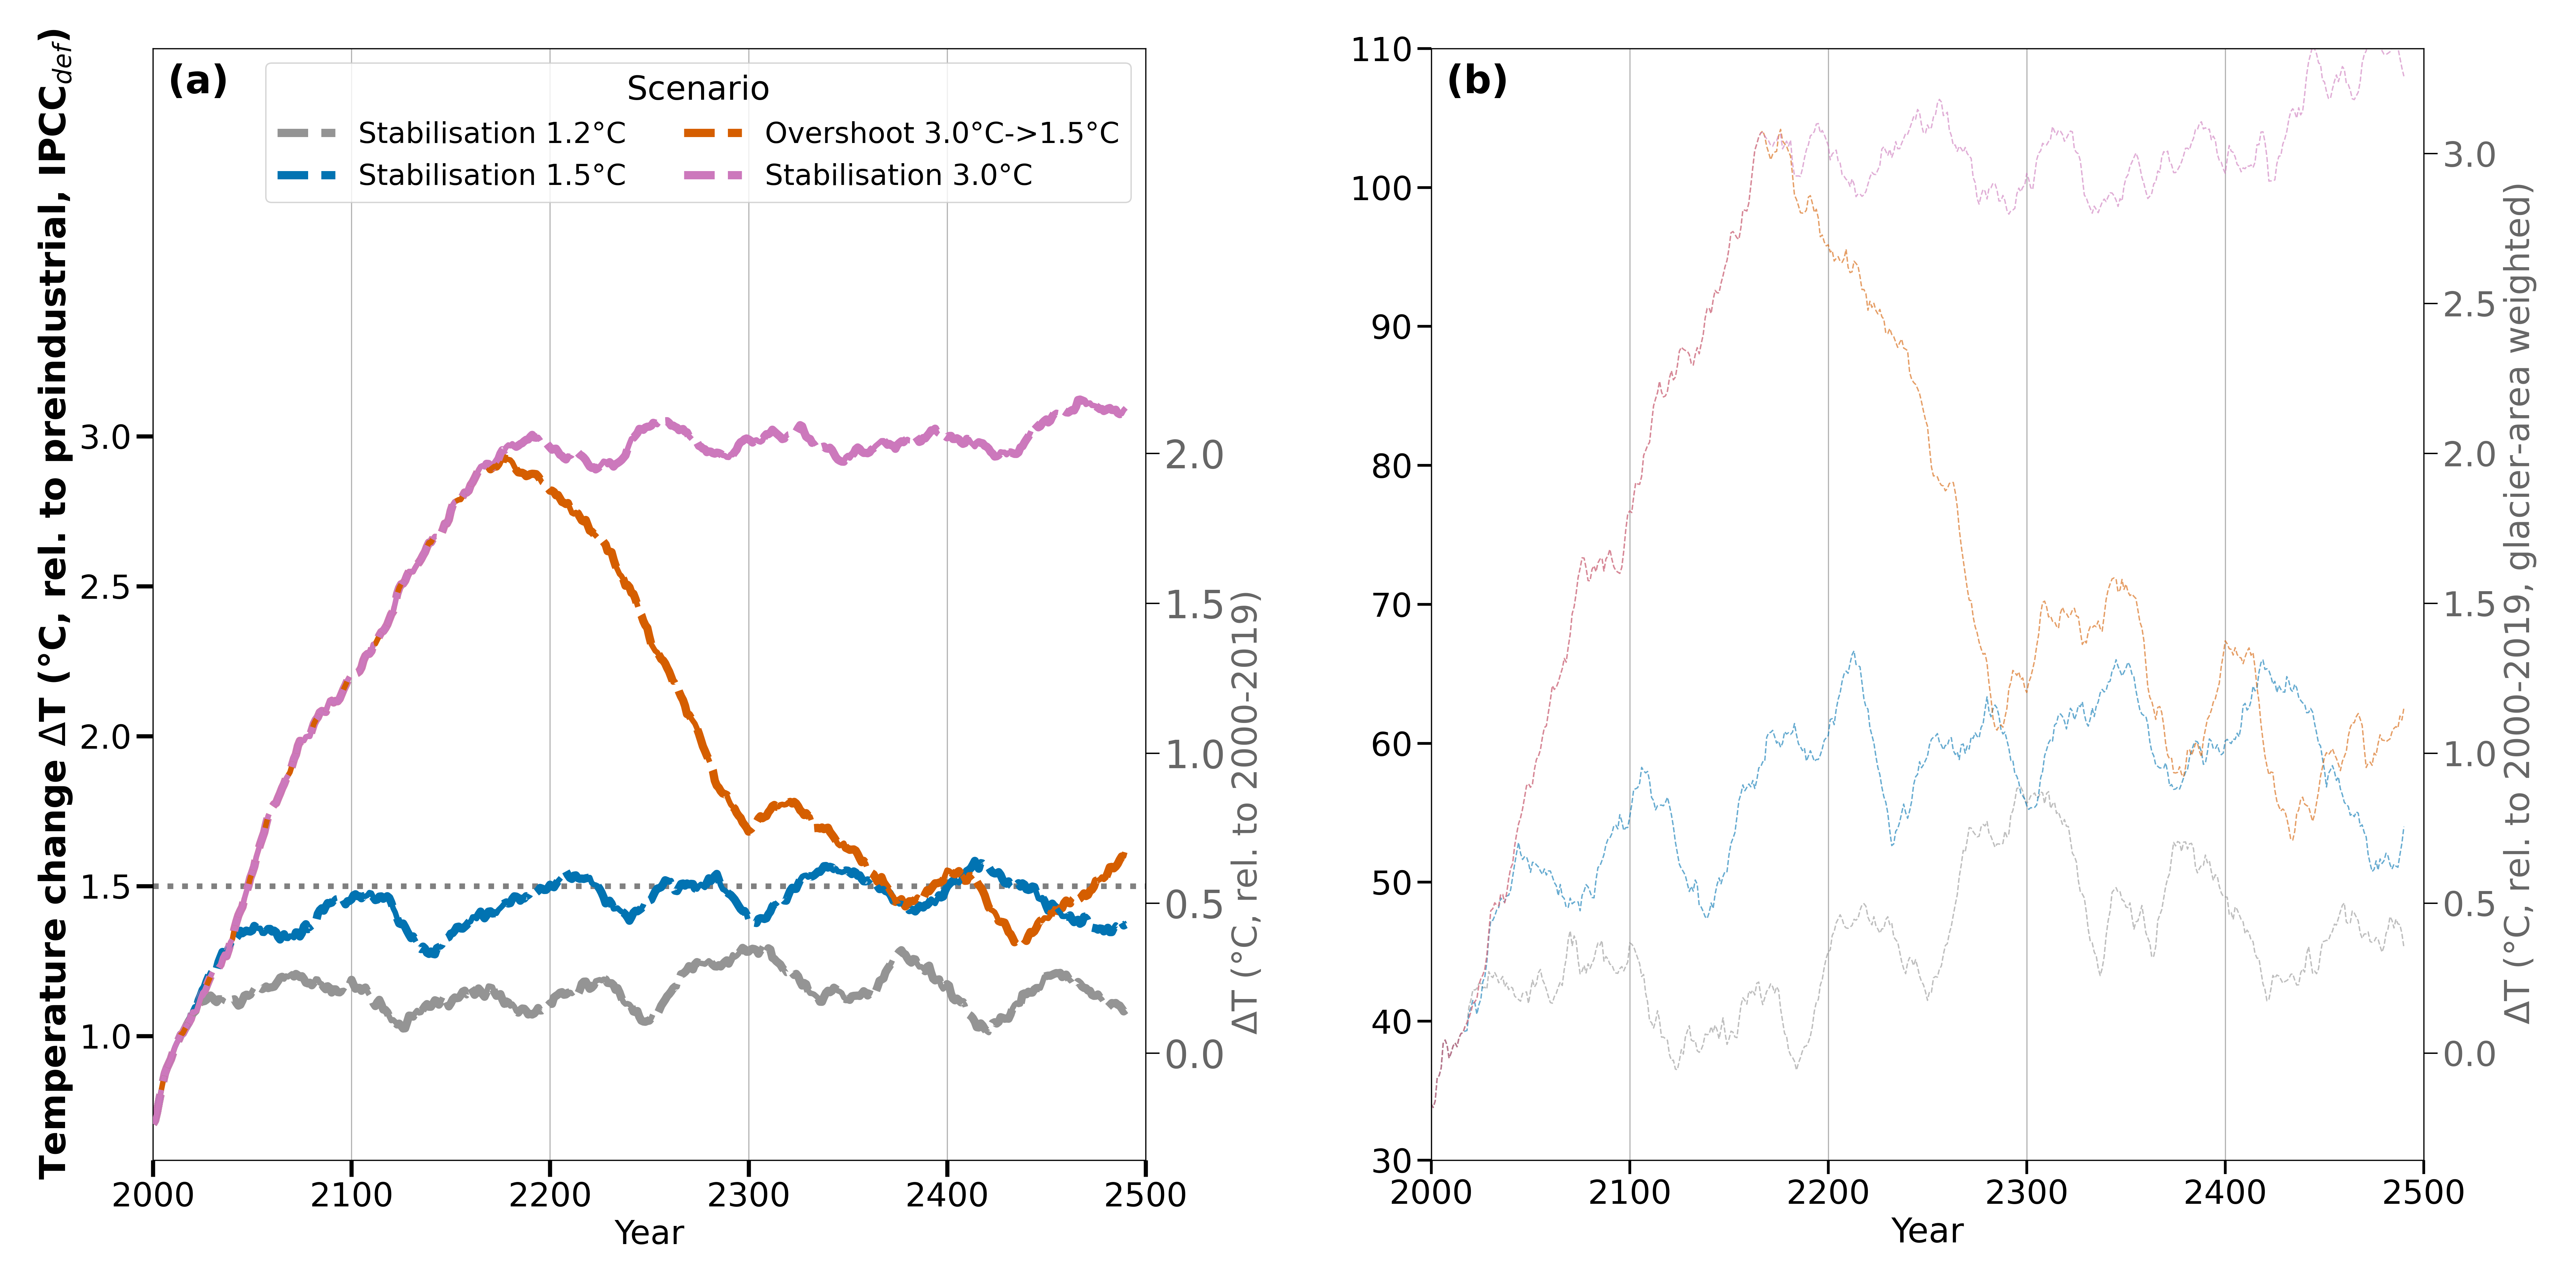 Temperature change ΔT (°C, rel. to preindustrial, IPCC_def)
(a)
Scenario
Stabilisation 1.2°C
Stabilisation 1.5°C
Overshoot 3.0°C->1.5°C
Stabilisation 3.0°C
3.0
2.5
2.0
1.5
1.0
2.0
1.5
1.0
0.5
0.0
ΔT (°C, rel. to 2000-2019)
2000 2100 2200 2300 2400 2500
Year
(b)
110
100
90
80
70
60
50
40
30
3.0
2.5
2.0
1.5
1.0
0.5
0.0
ΔT (°C, rel. to 2000-2019, glacier-area weighted)
2000 2100 2200 2300 2400 2500
Year